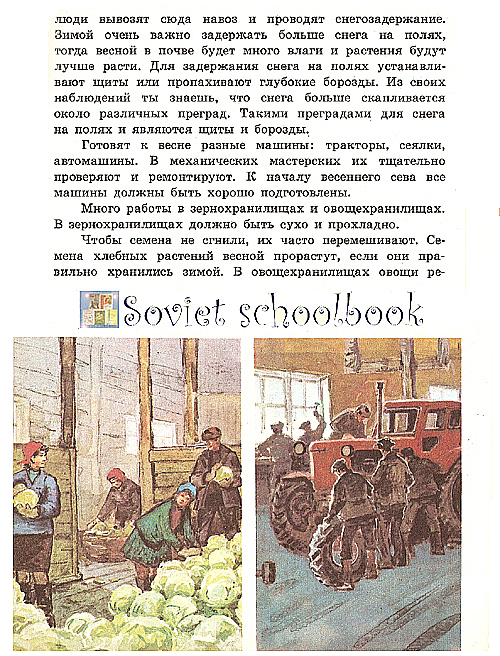 люди вывозят сюда навоз и проводят снегозадержание.
Зимой очень важно задержать больше снега на полях,
тогда весной в почве будет много влаги и растения будут
лучше расти. Для задержания снега на полях устанавли-
вают щиты или пропахивают глубокие борозды. Из своих
наблюдений ты знаешь, что снега больше скапливается
около различных преград. Такими преградами для снега
на полях и являются щиты и борозды.
Готовят к весне разные машины: тракторы, сеялки,
автомашины. В механических мастерских их тщательно
проверяют и ремонтируют. К началу весеннего сева все
машины должны быть хорошо подготовлены.
Много работы в зернохранилищах и овощехранилищах.
В зернохранилищах должно быть сухо и прохладно.
Чтобы семена не сгнили, их часто перемешивают. Се-
мена хлебных растений весной прорастут, если они пра-
вильно хранились зимой. В овощехранилищах овощи ре-
Soviet schoolbook